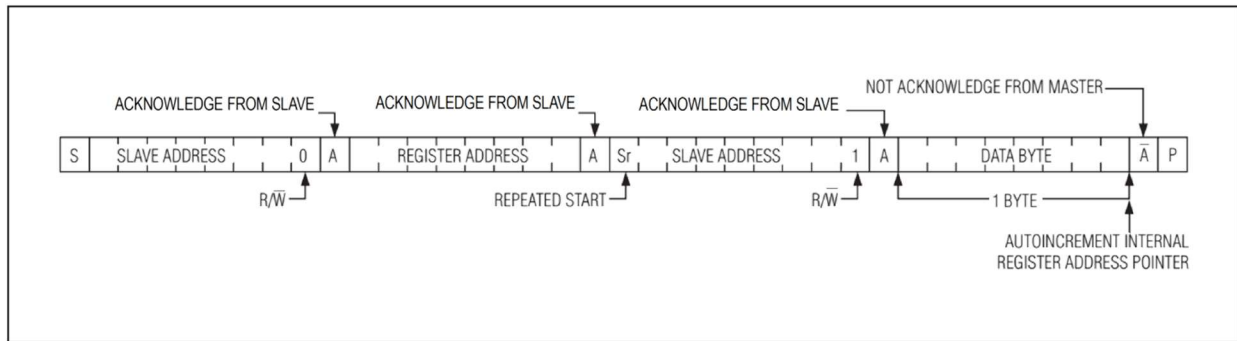 NOT ACKNOWLEDGE FROM MASTER
ACKNOWLEDGE FROM SLAVE ACKNOWLEDGE FROM SLAVE ACKNOWLEDGE FROM SLAVE
S SLAVE ADDRESS 0 A REGISTER ADDRESS A Sr SLAVE ADDRESS 1 A DATA BYTE A̅ P
R/W̅ REPEATED START R/W̅ 1 BYTE
AUTOINCREMENT INTERNAL
REGISTER ADDRESS POINTER